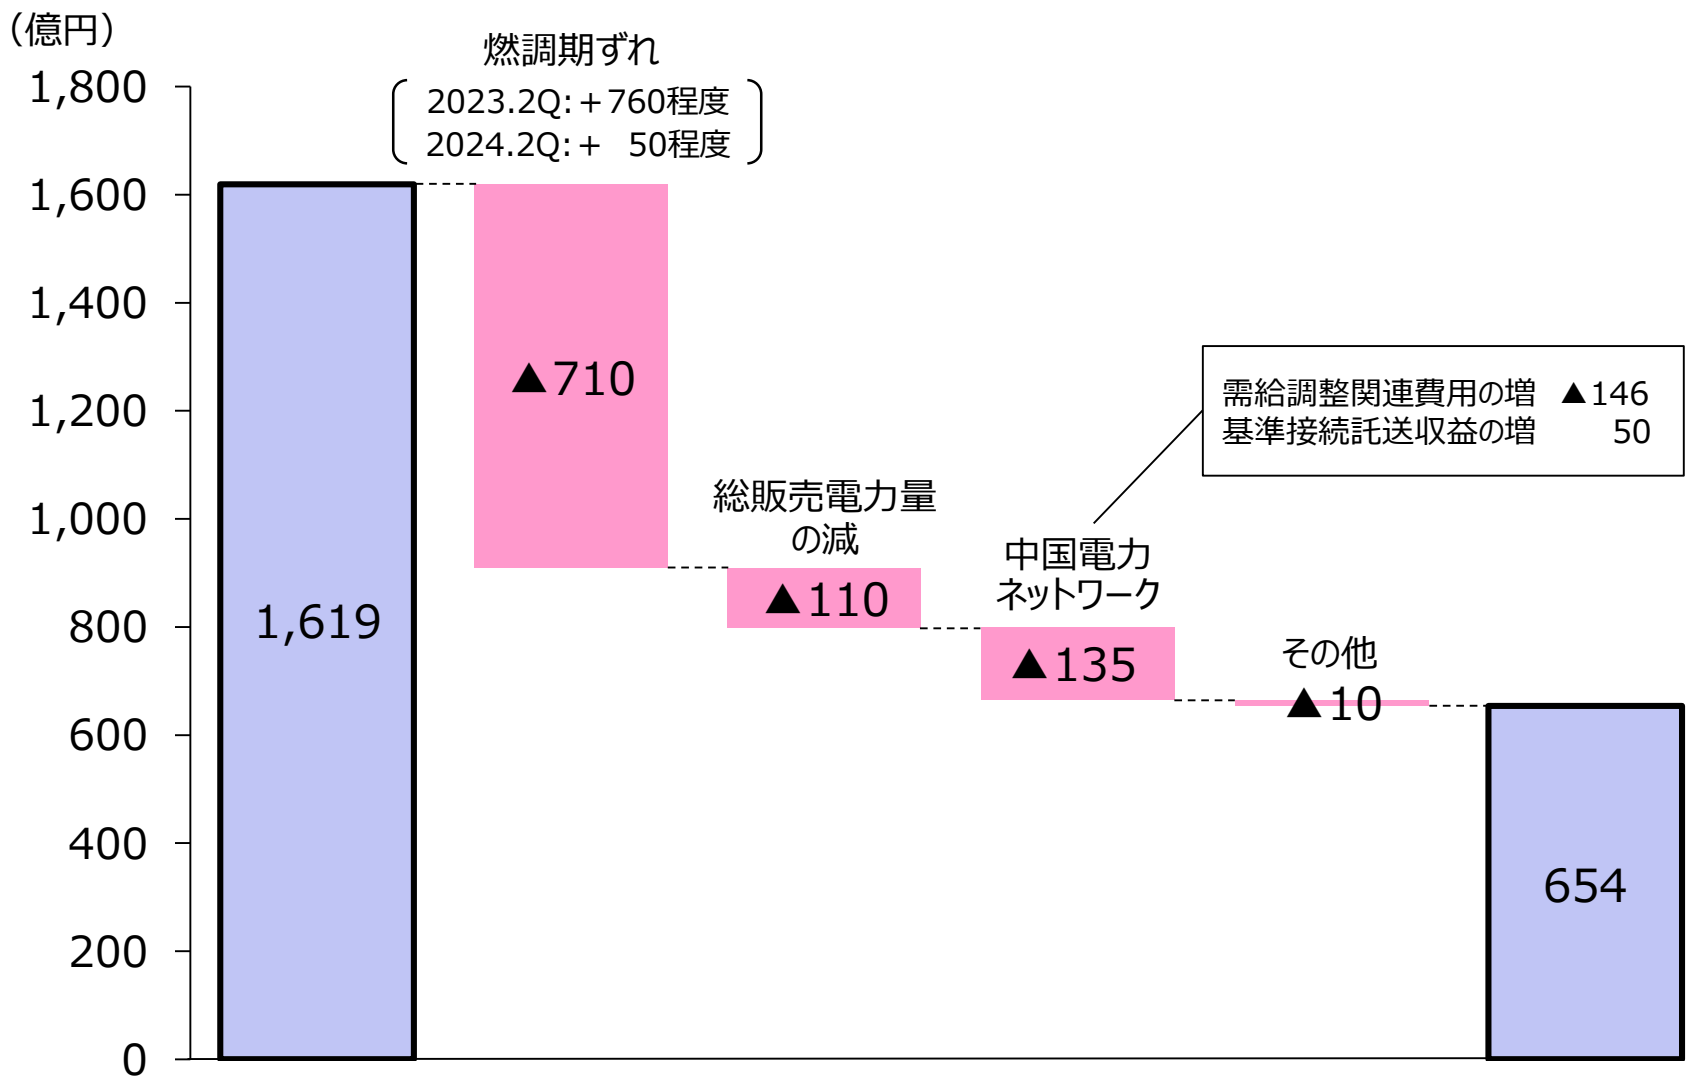 （億円）
燃調期ずれ
2023.2Q:＋760程度
2024.2Q:＋ 50程度
1,800
1,600
1,400
1,200
1,000
800
600
400
200
0
1,619
▲710
総販売電力量
の減
▲110
需給調整関連費用の増 ▲146
基準接続託送収益の増 50
中国電力
ネットワーク
▲135
その他
▲10
654